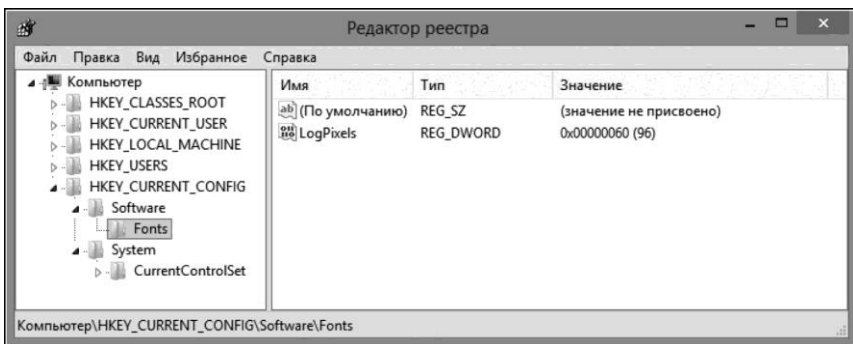 Редактор реестра
Файл Правка Вид Избранное Справка
Компьютер
HKEY_CLASSES_ROOT
HKEY_CURRENT_USER
HKEY_LOCAL_MACHINE
HKEY_USERS
HKEY_CURRENT_CONFIG
Software
Fonts
System
CurrentControlSet
Имя Тип Значение
(По умолчанию) REG_SZ (значение не присвоено)
LogPixels REG_DWORD 0x00000060 (96)
Компьютер\HKEY_CURRENT_CONFIG\Software\Fonts